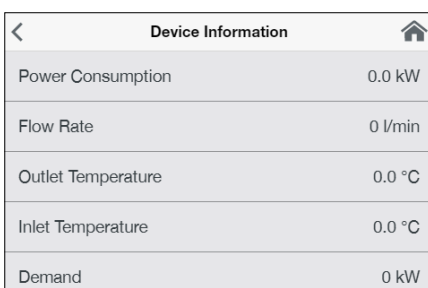 Device Information
Power Consumption 0.0 kW
Flow Rate 0 l/min
Outlet Temperature 0.0 °C
Inlet Temperature 0.0 °C
Demand 0 kW